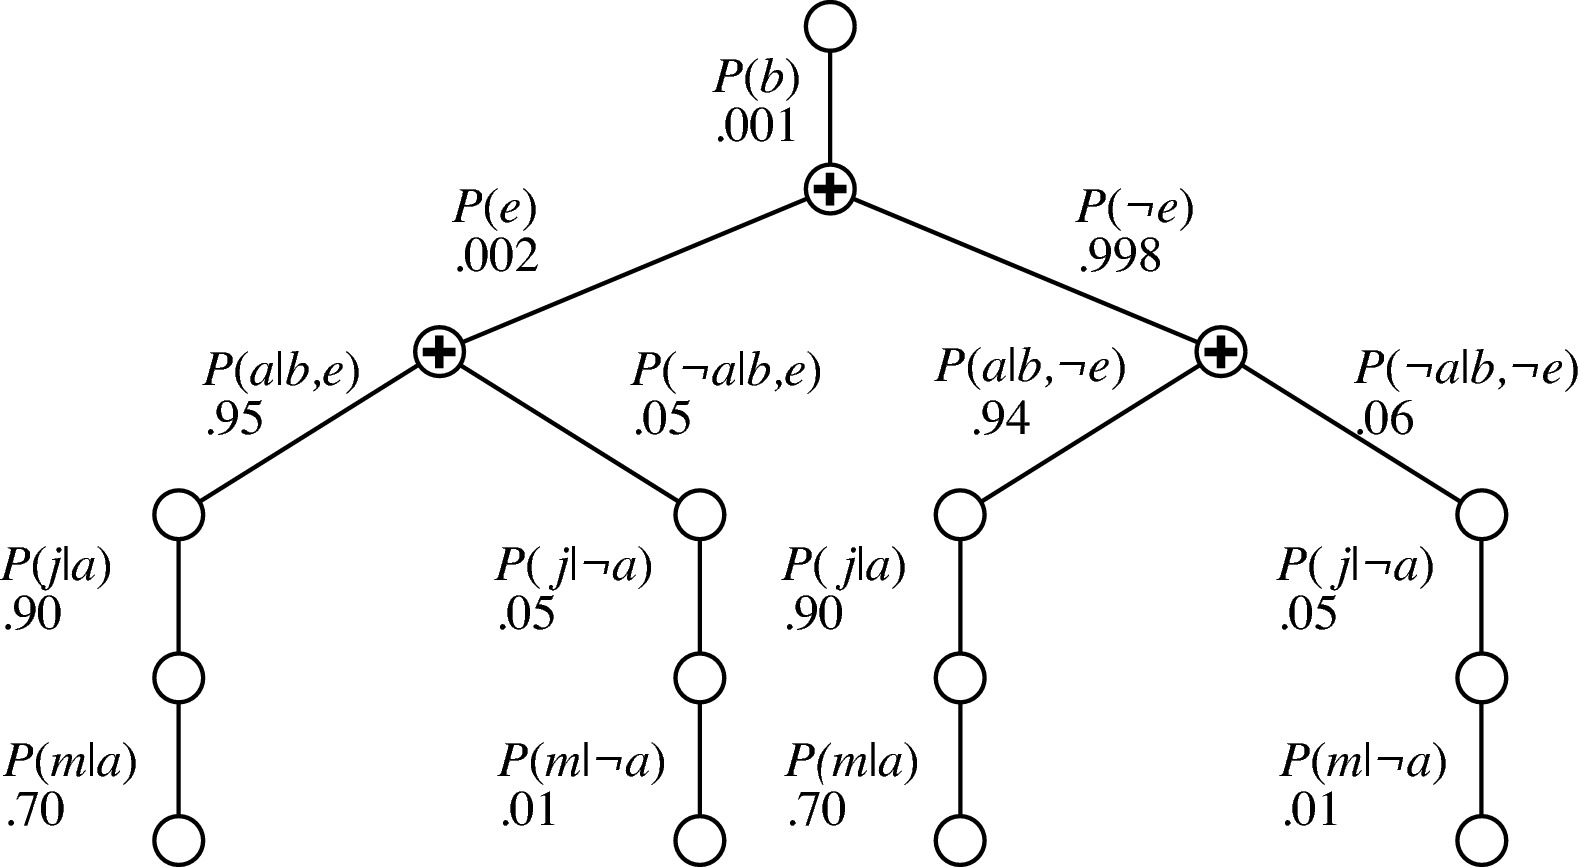 P(b)
.001
P(e)
.002
P(¬e)
.998
P(a|b,e)
.95
P(¬a|b,e)
.05
P(a|b,¬e)
.94
P(¬a|b,¬e)
.06
P(j|a)
.90
P( j|¬a)
.05
P( j|a)
.90
P( j|¬a)
.05
P(m|a)
.70
P(m|¬a)
.01
P(m|a)
.70
P(m|¬a)
.01